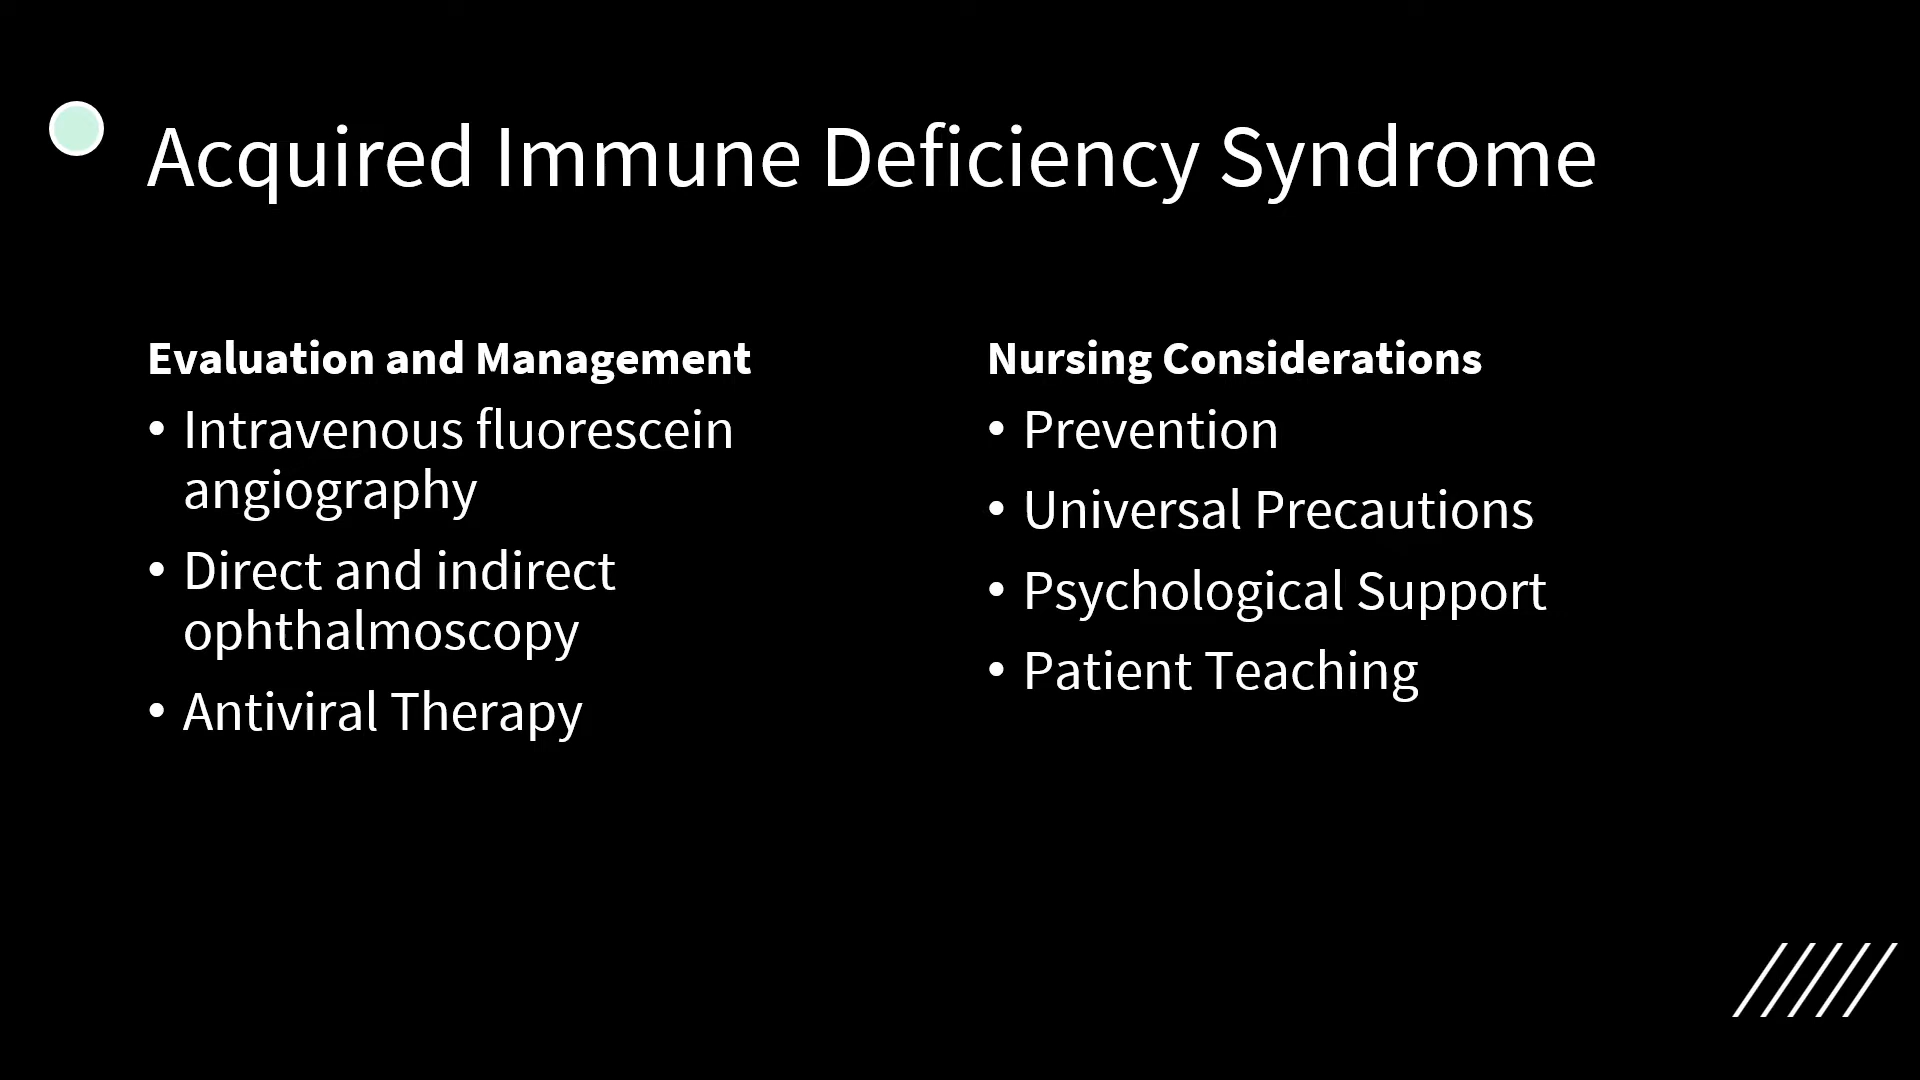 Acquired Immune Deficiency Syndrome
Evaluation and Management
• Intravenous fluorescein
angiography
• Direct and indirect
ophthalmoscopy
• Antiviral Therapy
Nursing Considerations
• Prevention
• Universal Precautions
• Psychological Support
• Patient Teaching